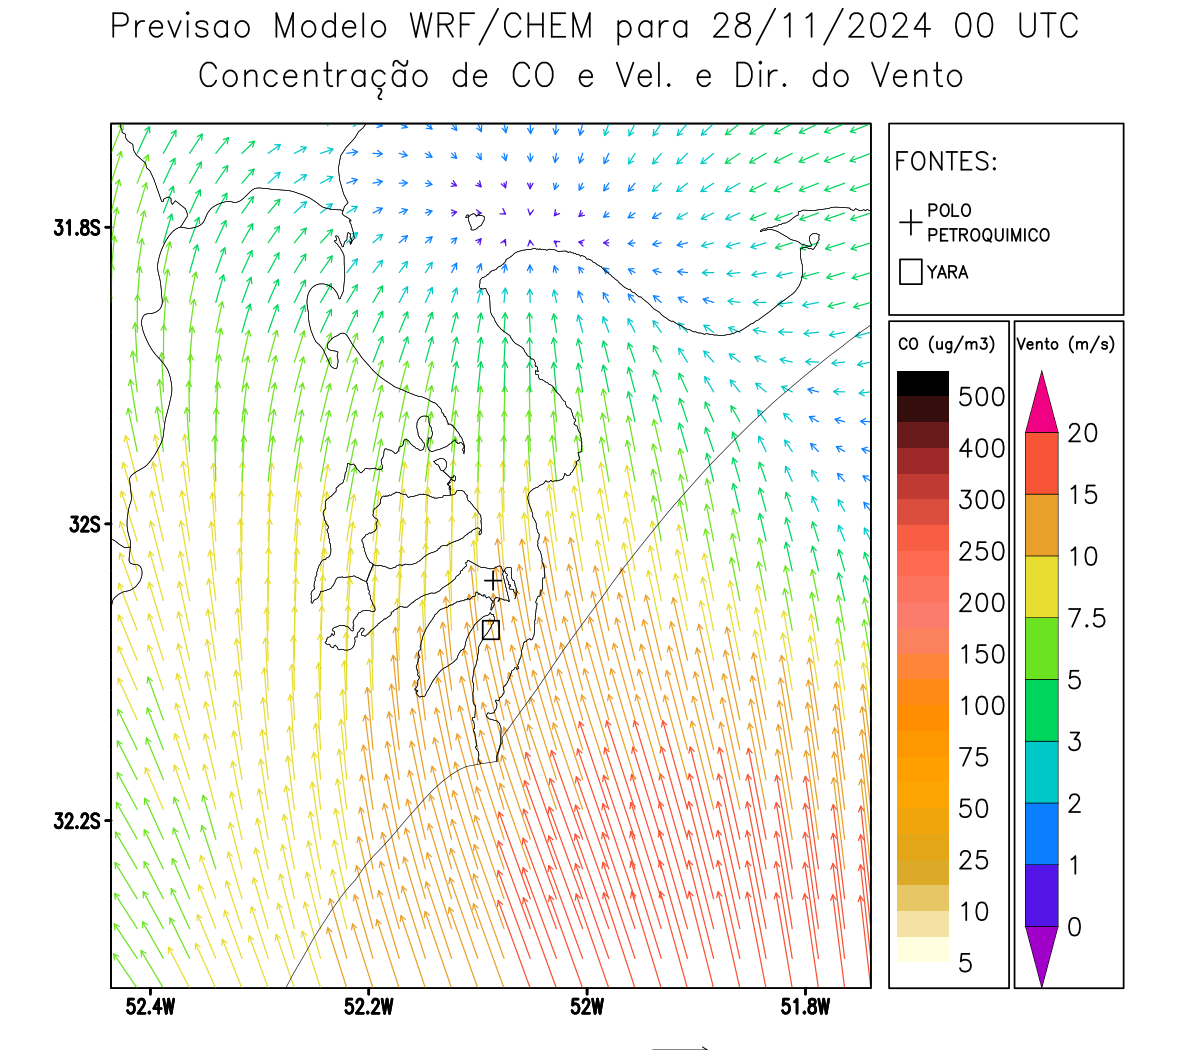 Previsao Modelo WRF/CHEM para 28/11/2024 00 UTC
Concentração de CO e Vel. e Dir. do Vento
FONTES:
POLO
PETROQUIMICO
YARA
CO (ug/m3)
500
400
300
250
200
150
100
75
50
25
10
5
Vento (m/s)
20
15
10
7.5
5
3
2
1
0
31.8S
32S
32.2S
52.4W
52.2W
52W
51.8W